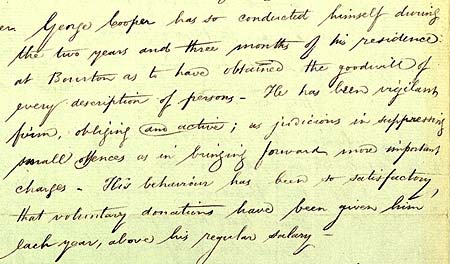 en George Cooper has so conducted himself during
the two years and three months of his residence
at Bourton as to have obtained the goodwill of
every description of persons - He has been vigilant
firm, obliging and active; as judicious in suppressing
small offences as in bringing forward more important
charges - His behaviour has been so satisfactory,
that voluntary donations have been given him
each year, above his regular salary -